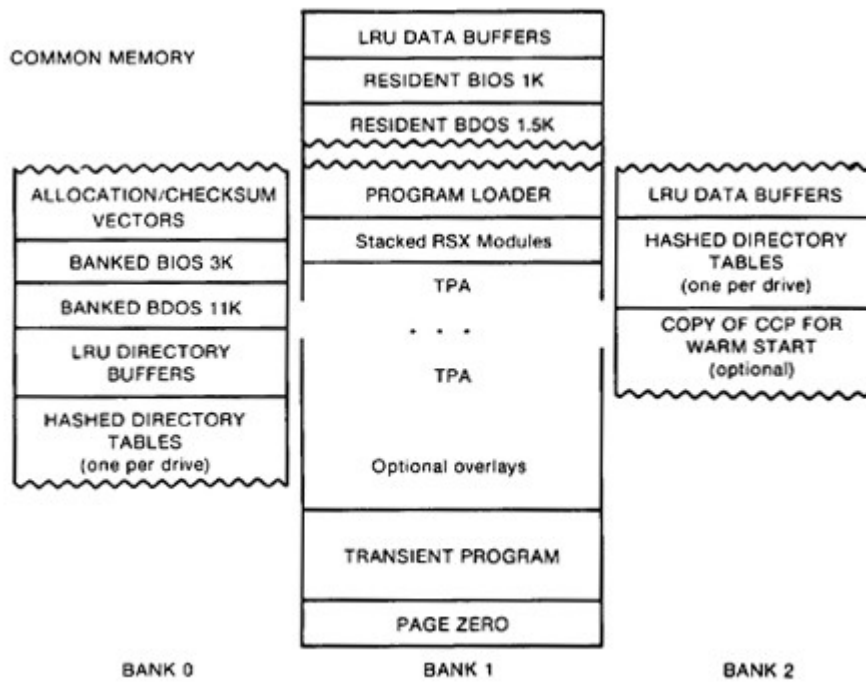 COMMON MEMORY
LRU DATA BUFFERS
RESIDENT BIOS 1K
RESIDENT BDOS 1.5K
ALLOCATION/CHECKSUM
VECTORS
BANKED BIOS 3K
BANKED BDOS 11K
LRU DIRECTORY
BUFFERS
HASHED DIRECTORY
TABLES
(one per drive)
PROGRAM LOADER
Stacked RSX Modules
TPA
. . .
TPA
Optional overlays
TRANSIENT PROGRAM
PAGE ZERO
LRU DATA BUFFERS
HASHED DIRECTORY
TABLES
(one per drive)
COPY OF CCP FOR
WARM START
(optional)
BANK 0
BANK 1
BANK 2